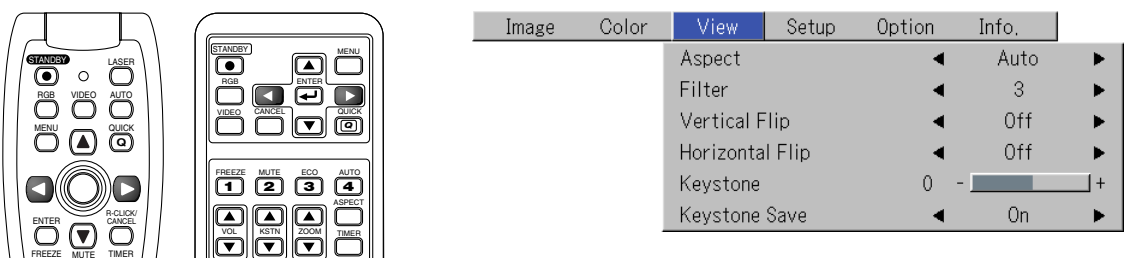 STANDBY LASER
RGB VIDEO AUTO
MENU QUICK
Q
ENTER R-CLICK/
CANCEL
FREEZE MUTE TIMER
STANDBY MENU
RGB ENTER
VIDEO CANCEL QUICK
Q
FREEZE MUTE ECO AUTO
1 2 3 4
ASPECT
VOL KSTN ZOOM TIMER
Image Color View Setup Option Info.
Aspect Auto
Filter 3
Vertical Flip Off
Horizontal Flip Off
Keystone 0 - +
Keystone Save On